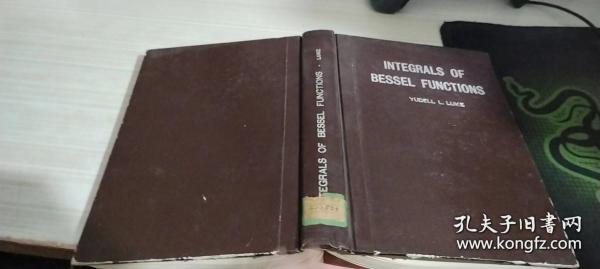 INTEGRALS OF
BESSEL FUNCTIONS
YUDELL L. LUKE
INTEGRALS OF BESSEL FUNCTIONS · LUKE
孔夫子旧书网
www.kongfz.com